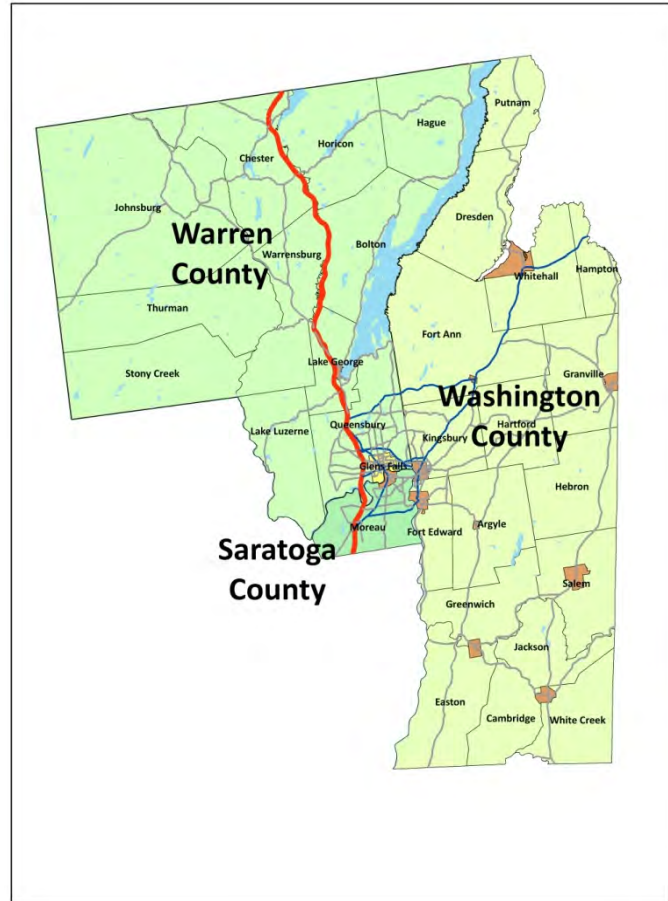 Putnam
Hague
Horicon
Chester
Johnsburg
Dresden
Warren
County
Bolton
Warrensburg
Whitehall
Hampton
Thurman
Fort Ann
Lake George
Stony Creek
Granville
Washington
County
Lake Luzerne
Queensbury
Hartford
Kingsbury
Glens Falls
Hebron
Moreau
Fort Edward
Argyle
Saratoga
County
Salem
Greenwich
Jackson
Easton
Cambridge
White Creek